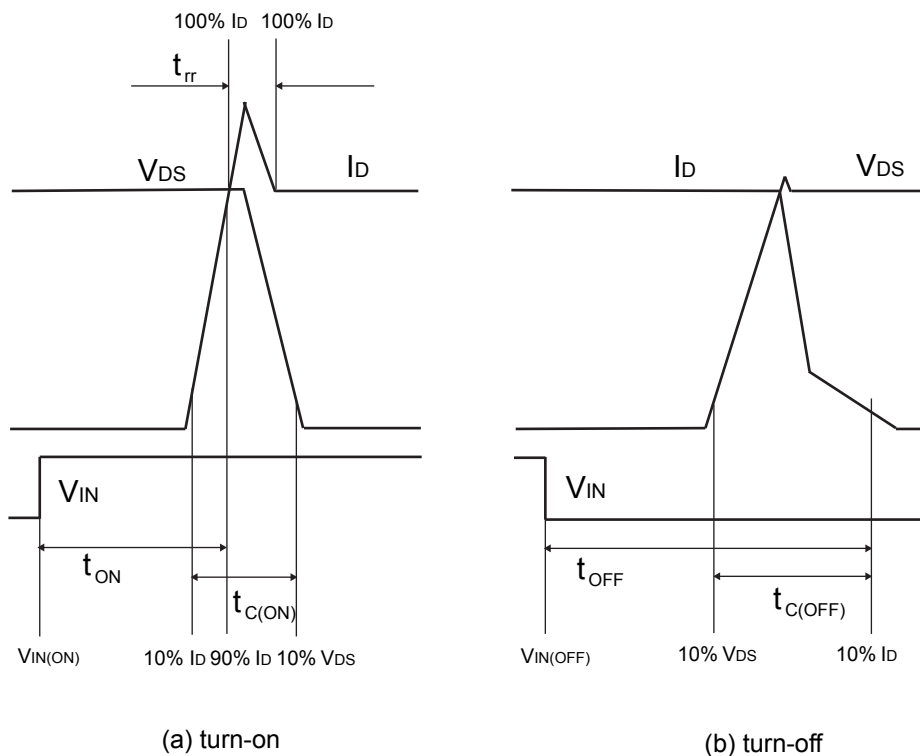 100% ID 100% ID
trr
VDS ID
ID VDS
VIN
VIN
tON
tC(ON)
tOFF
tC(OFF)
VIN(ON)
10% ID 90% ID 10% VDS
VIN(OFF)
10% VDS
10% ID
(a) turn-on
(b) turn-off